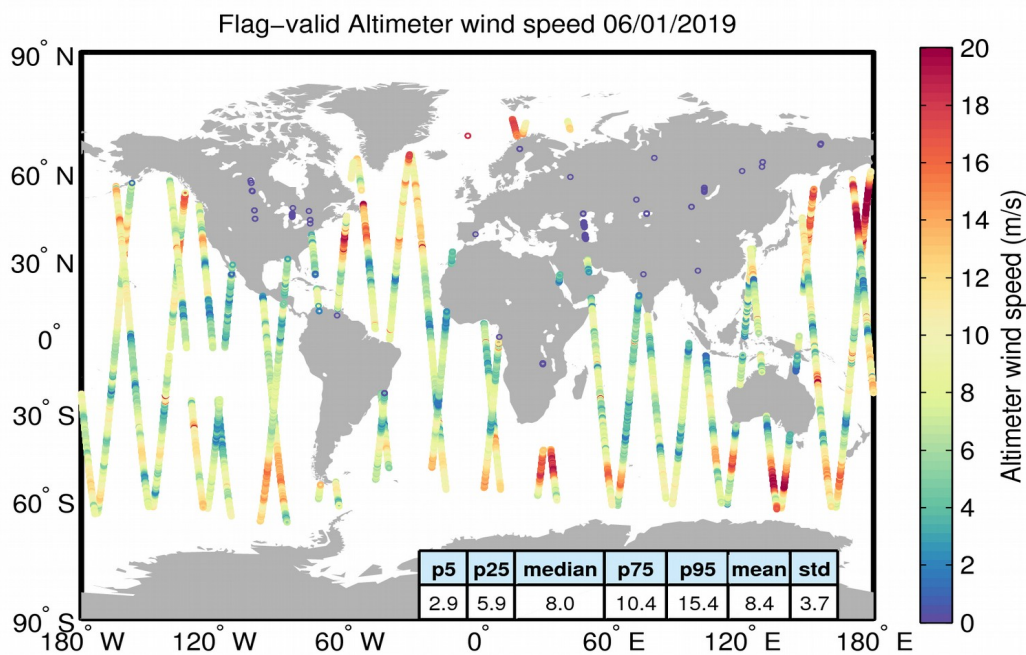 Flag-valid Altimeter wind speed 06/01/2019
90° N
60° N
30° N
0°
30° S
60° S
90° S
180° W
120° W
60° W
0°
60° E
120° E
180° E
p5 p25 median p75 p95 mean std
2.9 5.9 8.0 10.4 15.4 8.4 3.7
20
18
16
14
12
10
8
6
4
2
0
Altimeter wind speed (m/s)